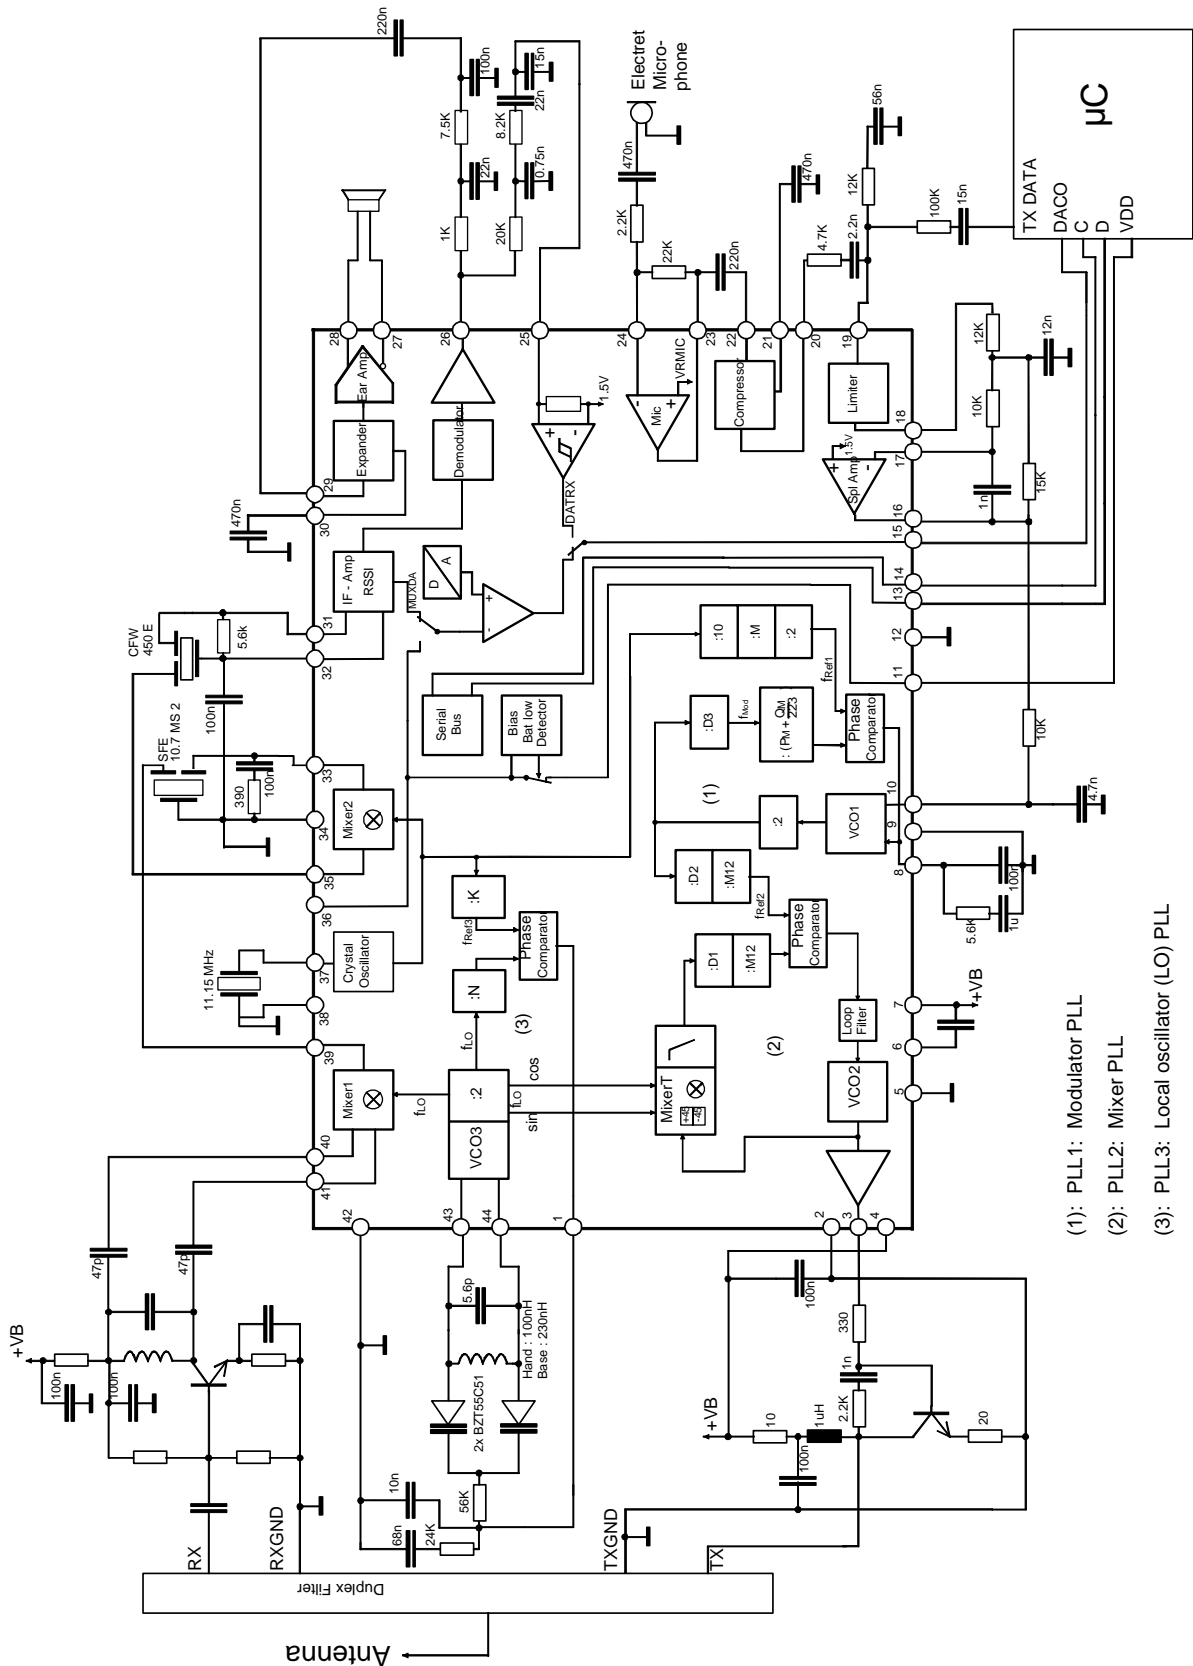 Antenna
Duplex Filter
RX
RXGND
TXGND
TX
+VB
100n
100n
47p
47p
68n
24K
10n
56K
2x BZT55C51
5.6p
Hand : 100nH
Base : 230nH
+VB
10
100n
1uH
2.2K
1n
330
20
100n
40
41
42
43
44
1
2
3
4
39
38
37
36
35
34
33
32
31
30
29
28
27
26
25
24
23
22
21
20
19
18
17
16
15
14
13
12
11
10
9
8
7
6
5
11.15 MHz
SFE
10.7 MS 2
390
100n
100n
CFW
450 E
5.6k
470n
220n
Mixer1
fLO
VCO3
:2
fLO
fLO
sin
cos
:N
:K
fRef3
Phase
Comparator
(3)
Crystal
Oscillator
Mixer2
IF - Amp
RSSI
MUXDA
Expander
Ear Amp
Demodulator
D
A
+
-
DATRX
+
-
1.5V
Serial
Bus
Bias
Bat low
Detector
Mic
-
+
VRMIC
Compressor
Limiter
Spl Amp
1.5V
+
-
:10
:M
:2
fRef1
:D3
fMod
: (PM + QM
223
Phase
Comparator
(1)
:2
VCO1
:D2
:M12
fRef2
:D1
:M12
Phase
Comparator
Loop
Filter
VCO2
(2)
MixerT
+45
-45
1K
22n
7.5K
100n
20K
0.75n
8.2K
22n
15n
2.2K
470n
Electret
Micro-
phone
22K
220n
470n
4.7K
2.2n
12K
56n
100K
15n
12K
10K
12n
1n
15K
10K
4.7n
100n
5.6K
1u
+VB
TX DATA
DACO
C
D
VDD
µC
(1): PLL1: Modulator PLL
(2): PLL2: Mixer PLL
(3): PLL3: Local oscillator (LO) PLL